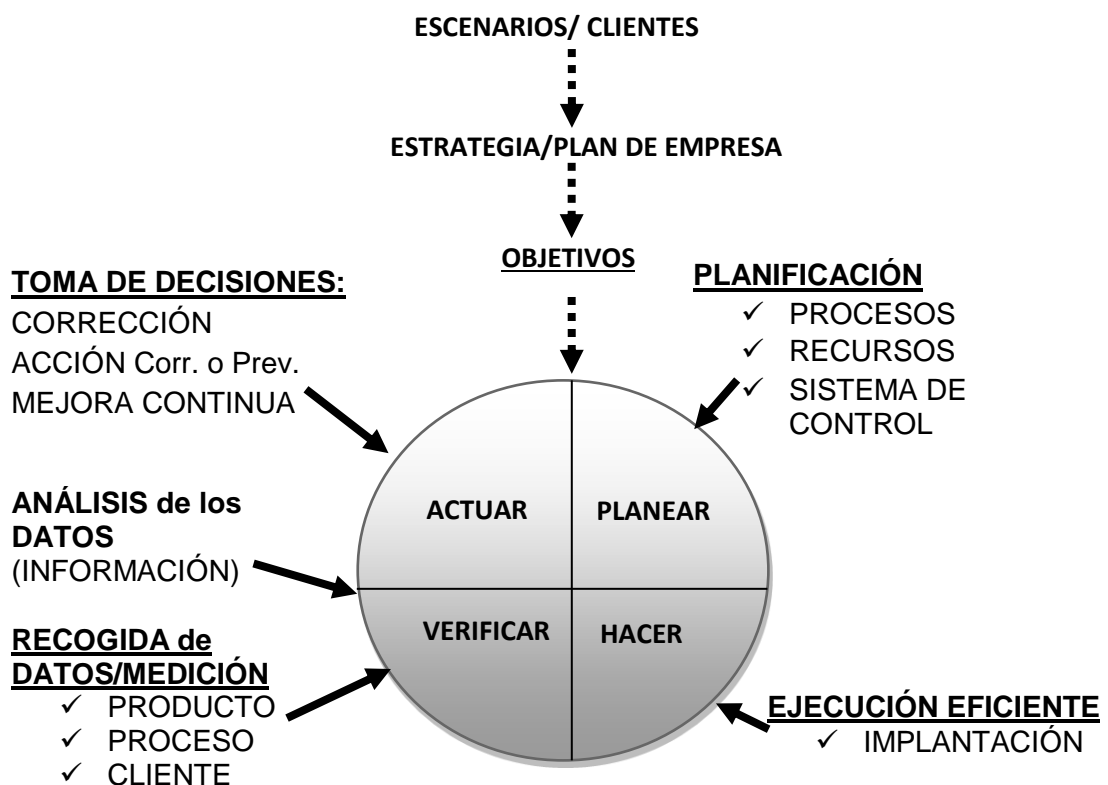 ESCENARIOS/ CLIENTES
ESTRATEGIA/PLAN DE EMPRESA
OBJETIVOS
TOMA DE DECISIONES:
CORRECCIÓN
ACCIÓN Corr. o Prev.
MEJORA CONTINUA
PLANIFICACIÓN
✓ PROCESOS
✓ RECURSOS
✓ SISTEMA DE
CONTROL
ACTUAR
PLANEAR
ANÁLISIS de los
DATOS
(INFORMACIÓN)
VERIFICAR
HACER
RECOGIDA de
DATOS/MEDICIÓN
✓ PRODUCTO
✓ PROCESO
✓ CLIENTE
EJECUCIÓN EFICIENTE
✓ IMPLANTACIÓN